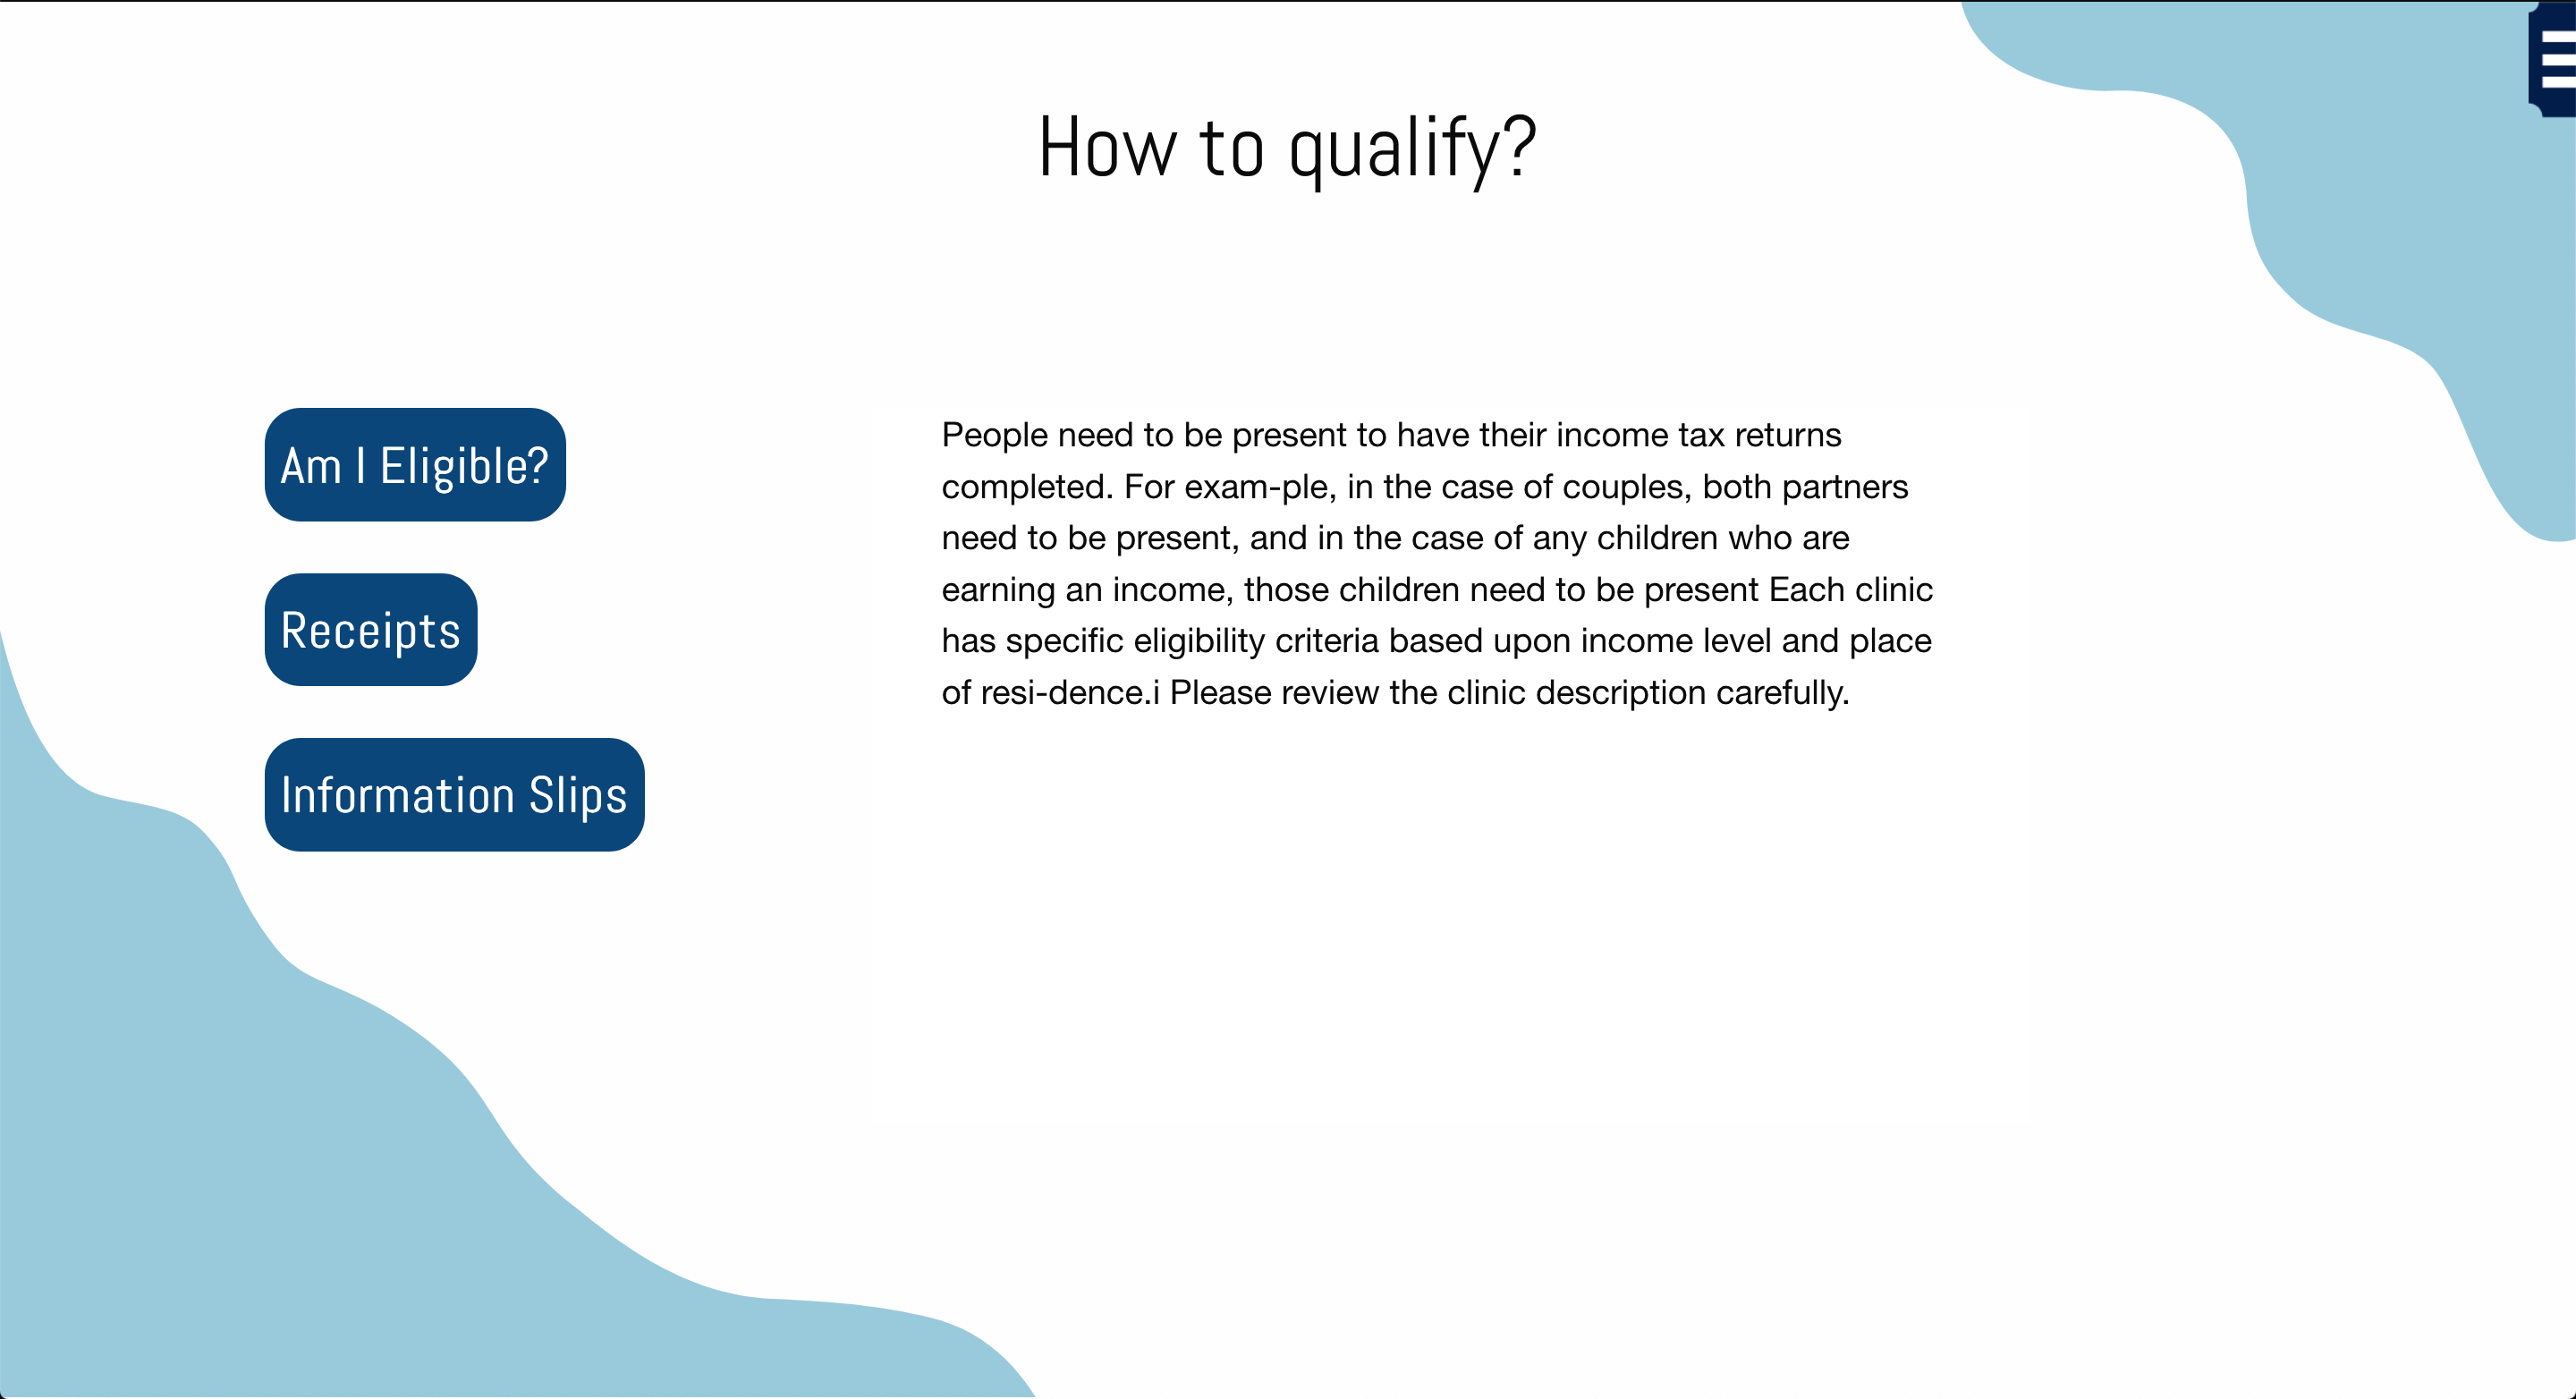 How to qualify?
Am I Eligible?
Receipts
Information Slips
People need to be present to have their income tax returns
completed. For exam-ple, in the case of couples, both partners
need to be present, and in the case of any children who are
earning an income, those children need to be present Each clinic
has specific eligibility criteria based upon income level and place
of resi-dence.i Please review the clinic description carefully.